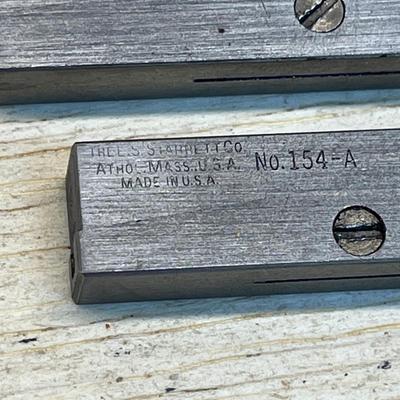 THE L.S. STARRETT CO.
ATHOL, MASS., U.S.A.
MADE IN U.S.A.
No. 154-A